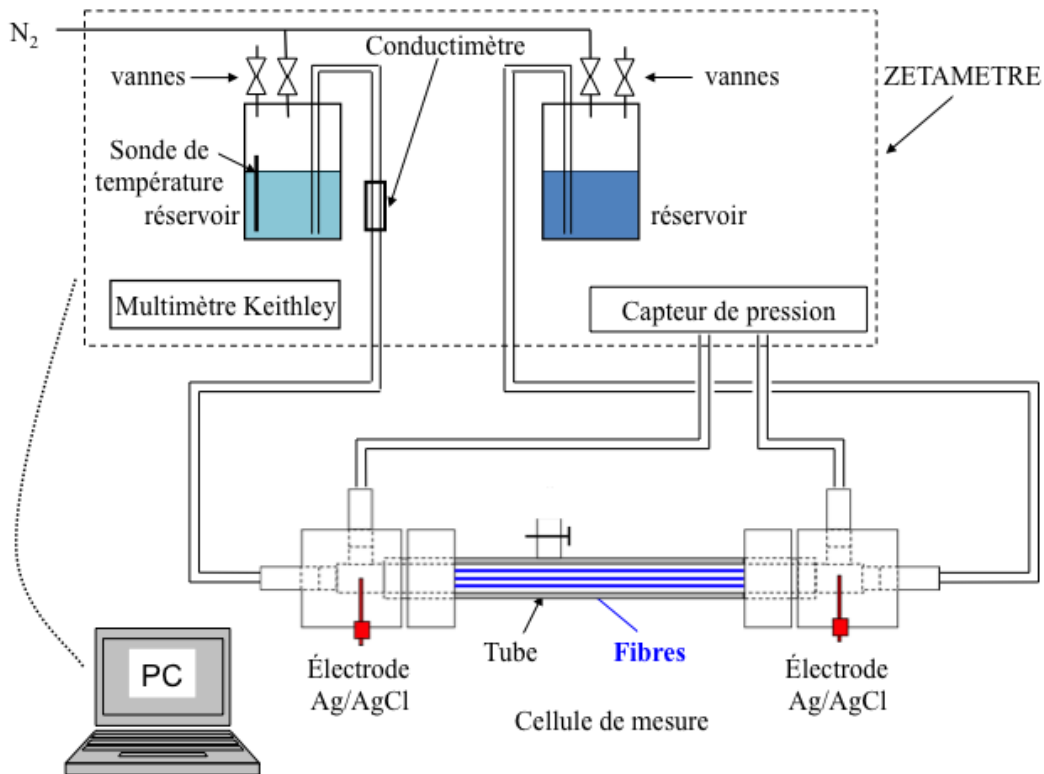 N2
Conductimètre
vannes
vannes
ZETAMETRE
Sonde de
température
réservoir
réservoir
Multimètre Keithley
Capteur de pression
Tube
Fibres
PC
Électrode
Ag/AgCl
Électrode
Ag/AgCl
Cellule de mesure